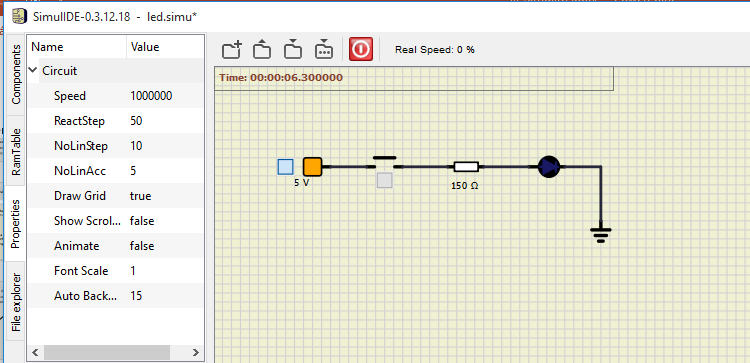 SimulIDE-0.3.12.18 - led.simu*
Components
RamTable
Properties
File explorer
Name Value
Circuit
Speed 1000000
ReactStep 50
NoLinStep 10
NoLinAcc 5
Draw Grid true
Show Scrol... false
Animate false
Font Scale 1
Auto Back... 15
Real Speed: 0 %
Time: 00:00:06.300000
5 V
150 Ω